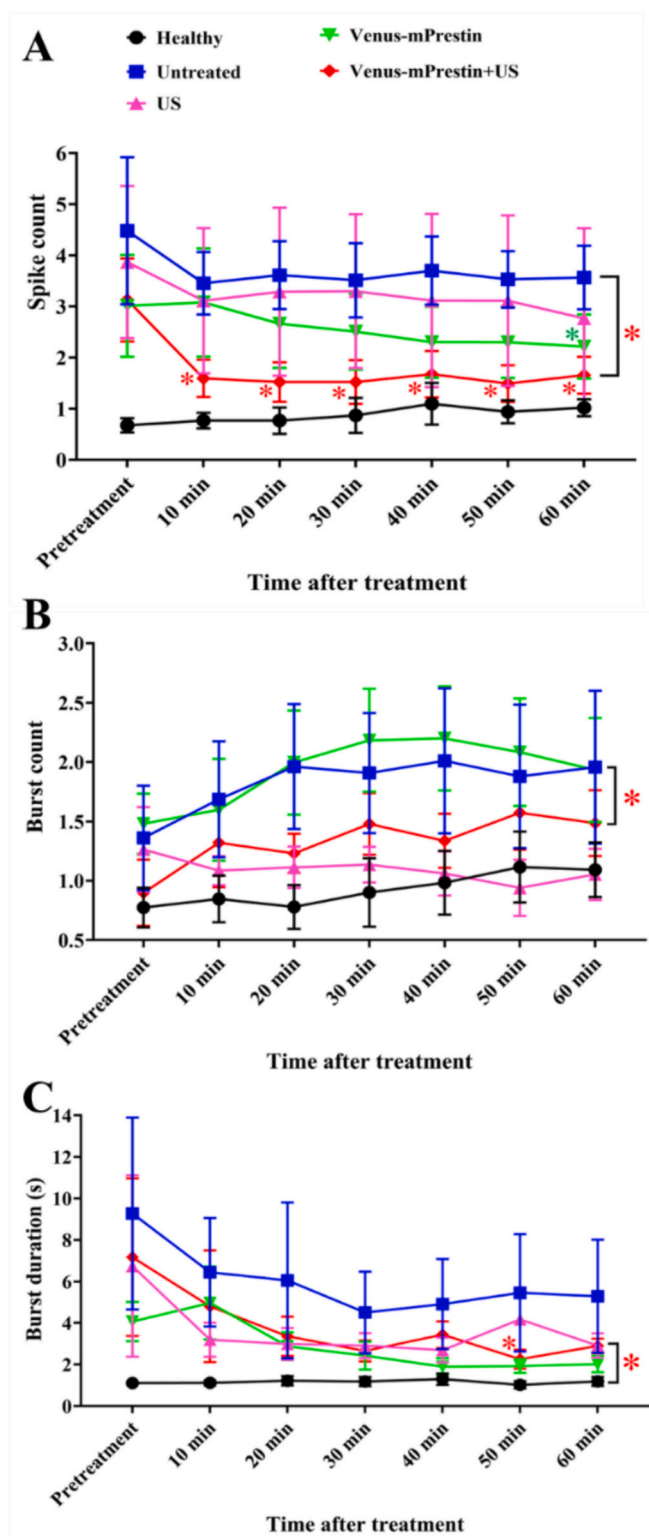 A
Healthy
Venus-mPrestin
Untreated
Venus-mPrestin+US
US
Spike count
6
5
4
3
2
1
0
*
*
*
*
*
*
*
*
Pretreatment
10 min
20 min
30 min
40 min
50 min
60 min
Time after treatment
B
Burst count
3.0
2.5
2.0
1.5
1.0
0.5
*
Pretreatment
10 min
20 min
30 min
40 min
50 min
60 min
Time after treatment
C
Burst duration (s)
14
12
10
8
6
4
2
0
*
*
Pretreatment
10 min
20 min
30 min
40 min
50 min
60 min
Time after treatment